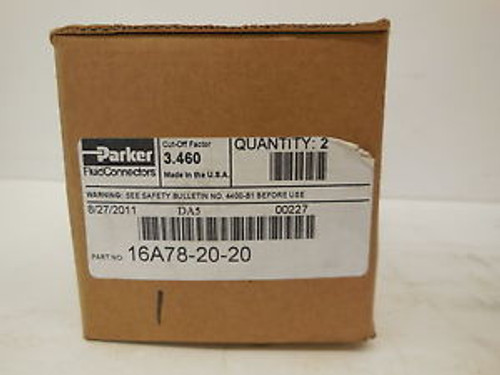 Parker
FluidConnectors
Cut-Off Factor
3.460
Made in the U.S.A.
QUANTITY: 2
WARNING: SEE SAFETY BULLETIN NO. 4400-B1 BEFORE USE
8/27/2011 DA5 00227
PART NO. 16A78-20-20